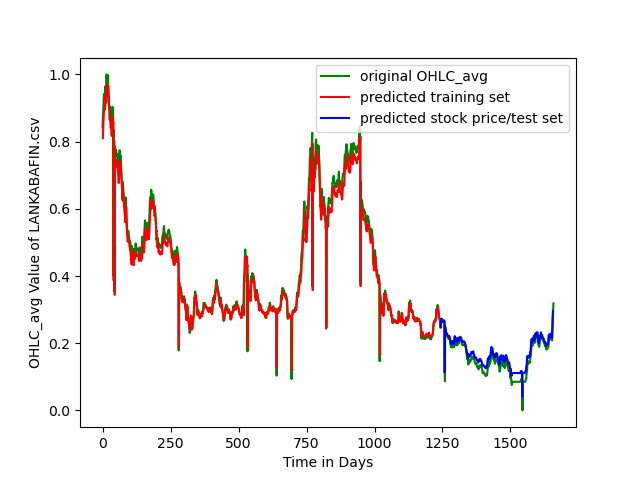 original OHLC_avg
predicted training set
predicted stock price/test set
OHLC_avg Value of LANKABAFIN.csv
1.0
0.8
0.6
0.4
0.2
0.0
0
250
500
750
1000
1250
1500
Time in Days